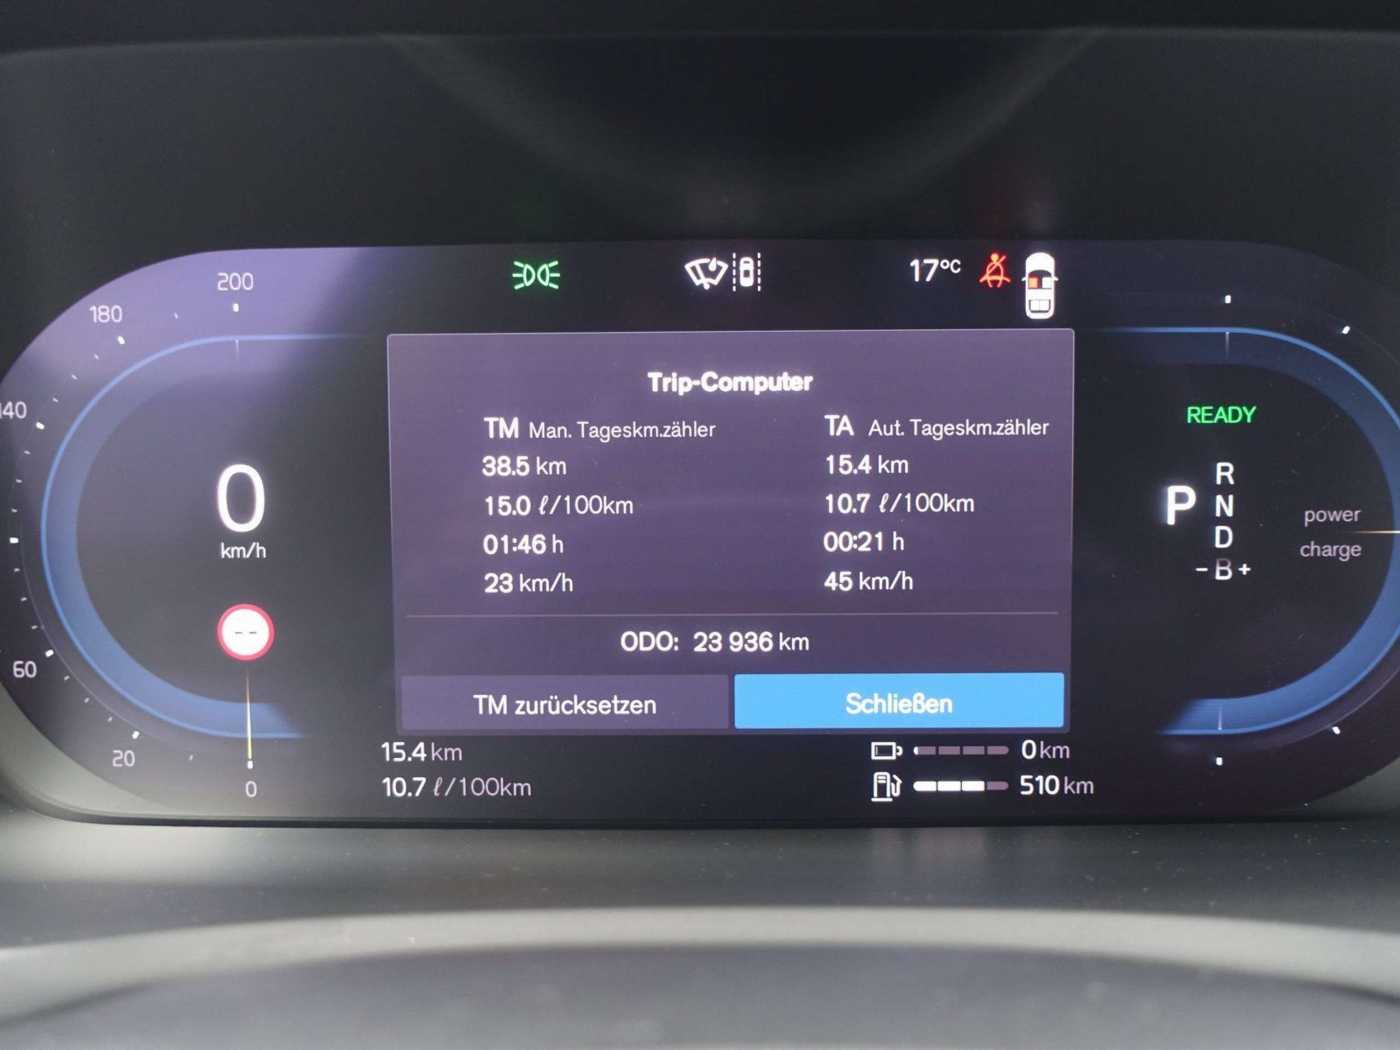 200
180
140
60
20
0
0
km/h
--
17°C
Trip-Computer
TM Man. Tageskm.zähler
38.5 km
15.0 ℓ/100km
01:46 h
23 km/h
TA Aut. Tageskm.zähler
15.4 km
10.7 ℓ/100km
00:21 h
45 km/h
ODO: 23 936 km
TM zurücksetzen
Schließen
15.4 km
10.7 ℓ/100km
0 km
510 km
READY
P
R
N
D
- B +
power
charge